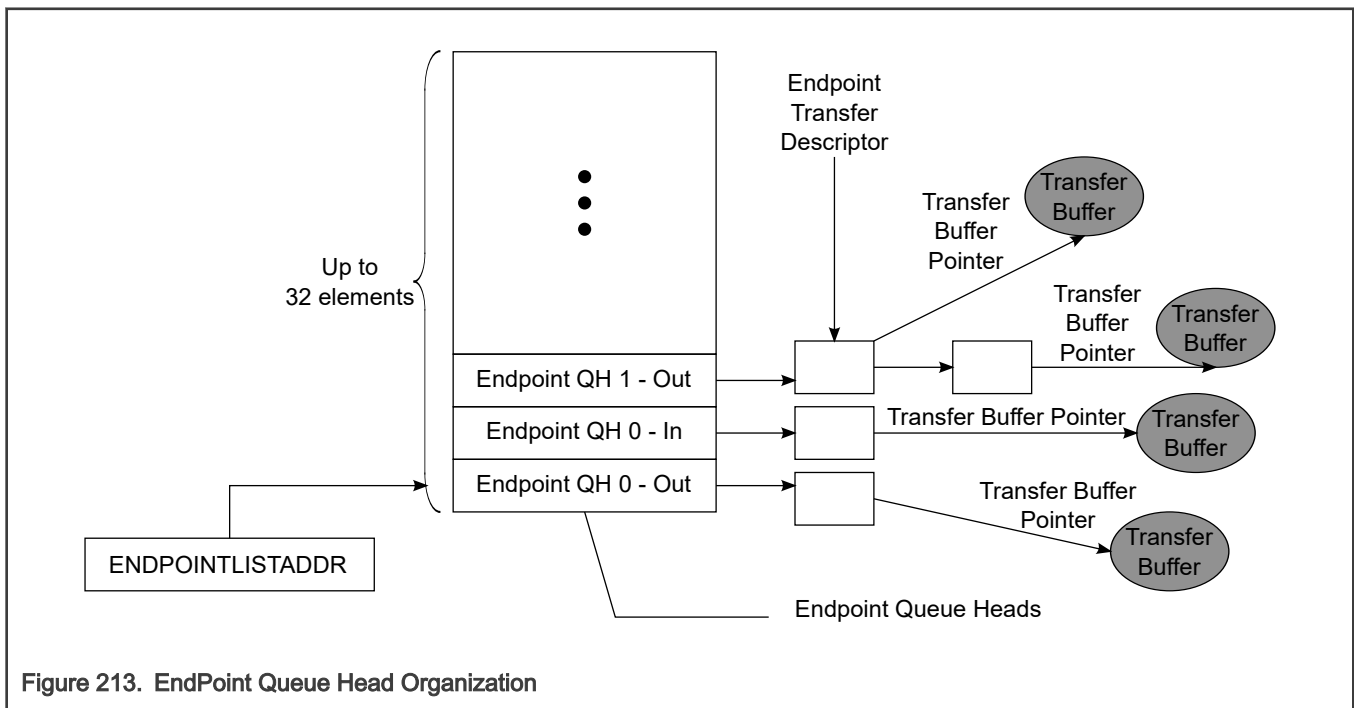 Endpoint
Transfer
Descriptor
Transfer
Buffer
Transfer
Buffer
Pointer
Up to
32 elements
Transfer
Buffer
Pointer
Transfer
Buffer
Endpoint QH 1 - Out
Endpoint QH 0 - In
Transfer Buffer Pointer
Transfer
Buffer
Endpoint QH 0 - Out
Transfer Buffer
Pointer
Transfer
Buffer
ENDPOINTLISTADDR
Endpoint Queue Heads
Figure 213. EndPoint Queue Head Organization